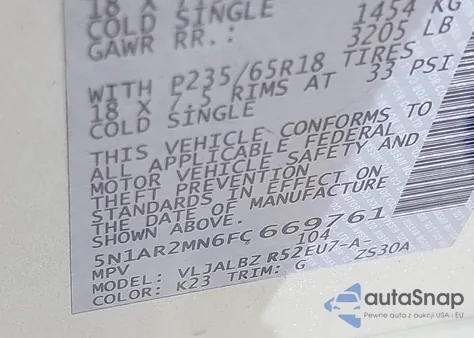 18 X 7.
COLD SINGLE 1454 KG
GAWR RR.: 3205 LB
WITH P235/65R18 TIRES
18 X 7.5 RIMS AT 33 PSI
COLD SINGLE
THIS VEHICLE CONFORMS TO
ALL APPLICABLE FEDERAL
MOTOR VEHICLE SAFETY AND
THEFT PREVENTION
STANDARDS IN EFFECT ON
THE DATE OF MANUFACTURE
SHOWN ABOVE.
5N1AR2MN6FC669761
MPV 104
MODEL: VLJALBZ R52EU7-A-
COLOR: K23 TRIM: G ZS30A
autaSnap
Pewne auta z aukcji USA i EU